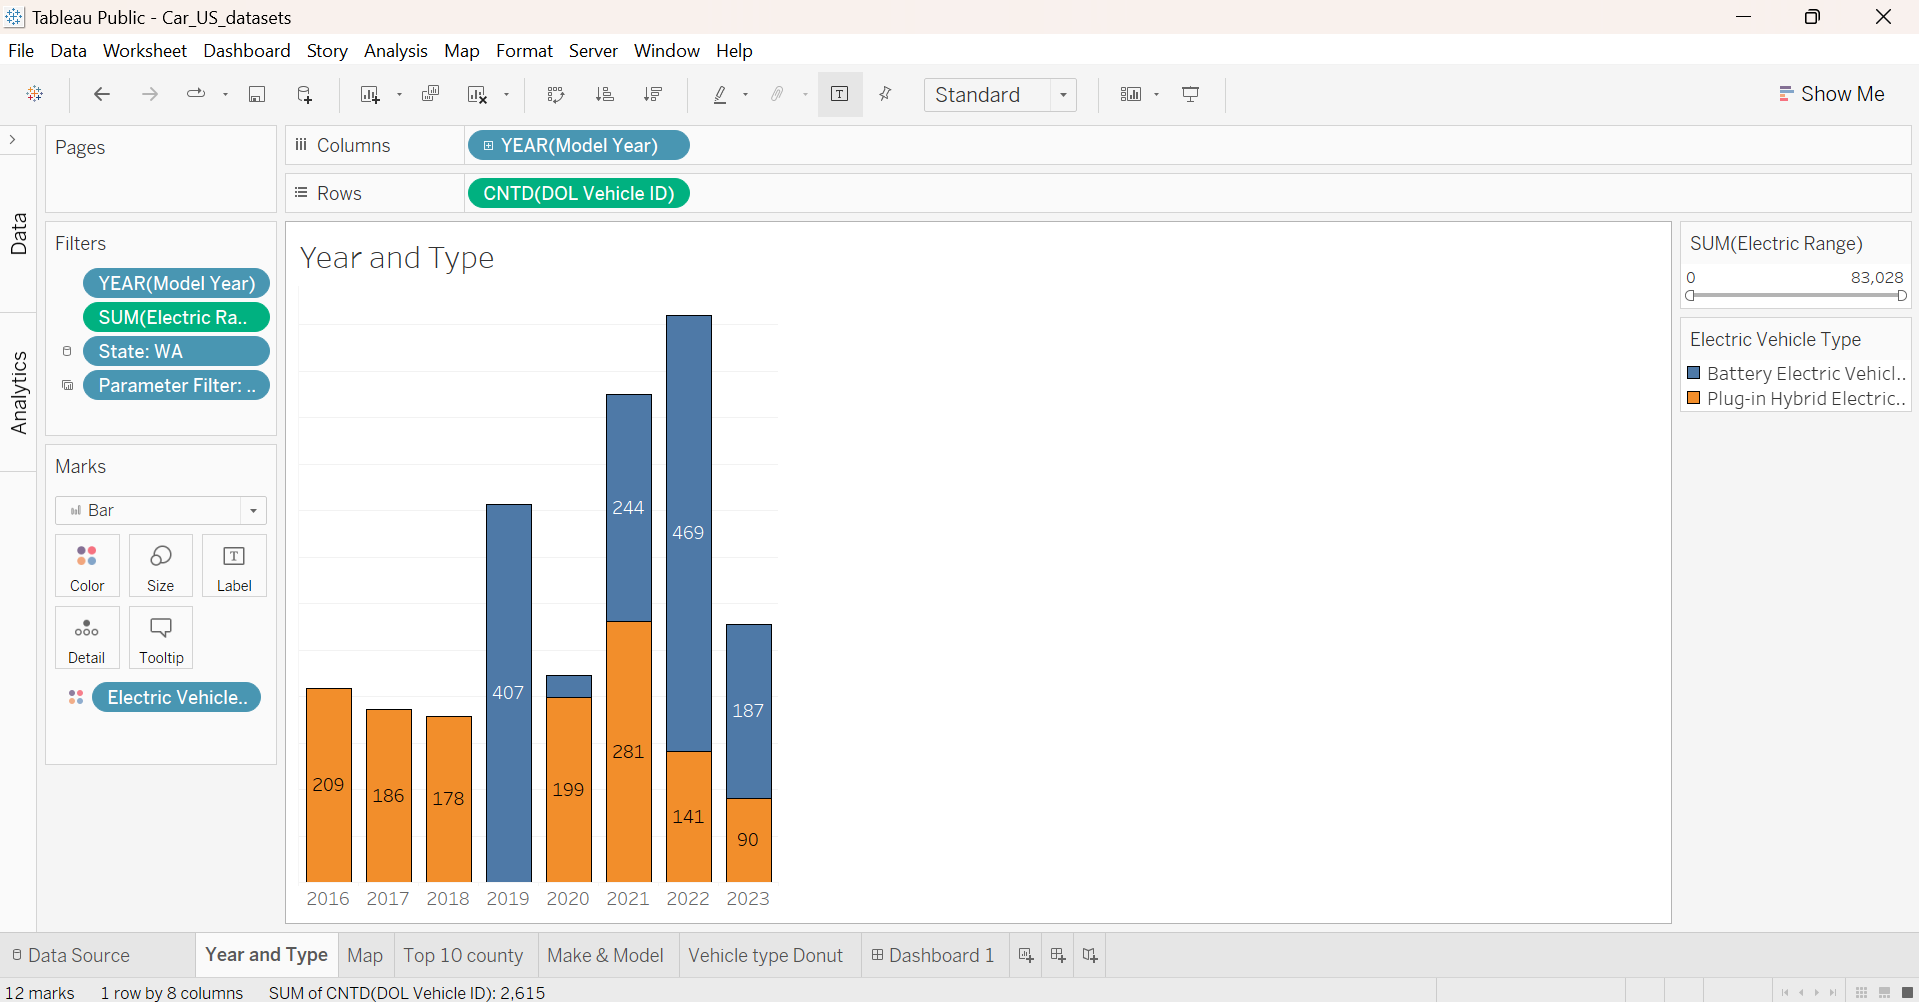 Tableau Public - Car_US_datasets
File Data Worksheet Dashboard Story Analysis Map Format Server Window Help
Standard
Show Me
Data
Analytics
Pages
Columns
YEAR(Model Year)
Rows
CNTD(DOL Vehicle ID)
Filters
YEAR(Model Year)
SUM(Electric Ra..
State: WA
Parameter Filter: ..
Marks
Bar
Color Size Label
Detail Tooltip
Electric Vehicle..
Year and Type
244
469
407
187
209
186
178
199
281
141
90
2016 2017 2018 2019 2020 2021 2022 2023
SUM(Electric Range)
0 83,028
Electric Vehicle Type
Battery Electric Vehicl..
Plug-in Hybrid Electric..
Data Source Year and Type Map Top 10 county Make & Model Vehicle type Donut Dashboard 1
12 marks 1 row by 8 columns SUM of CNTD(DOL Vehicle ID): 2,615